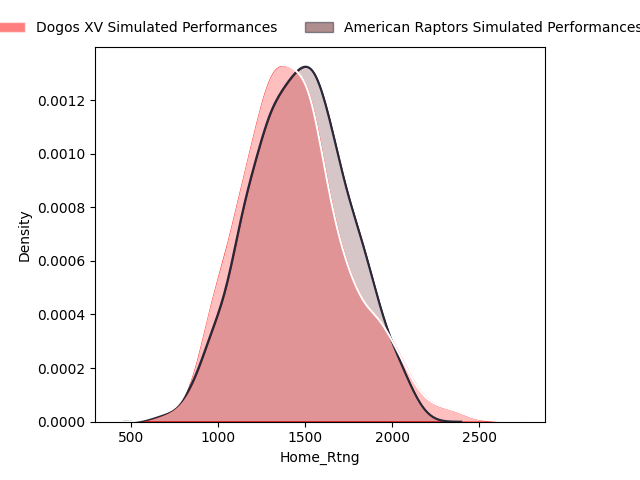 Dogos XV Simulated Performances American Raptors Simulated Performances
0.0012
0.0010
0.0008
0.0006
0.0004
0.0002
0.0000
Density
500 1000 1500 2000 2500
Home_Rtng